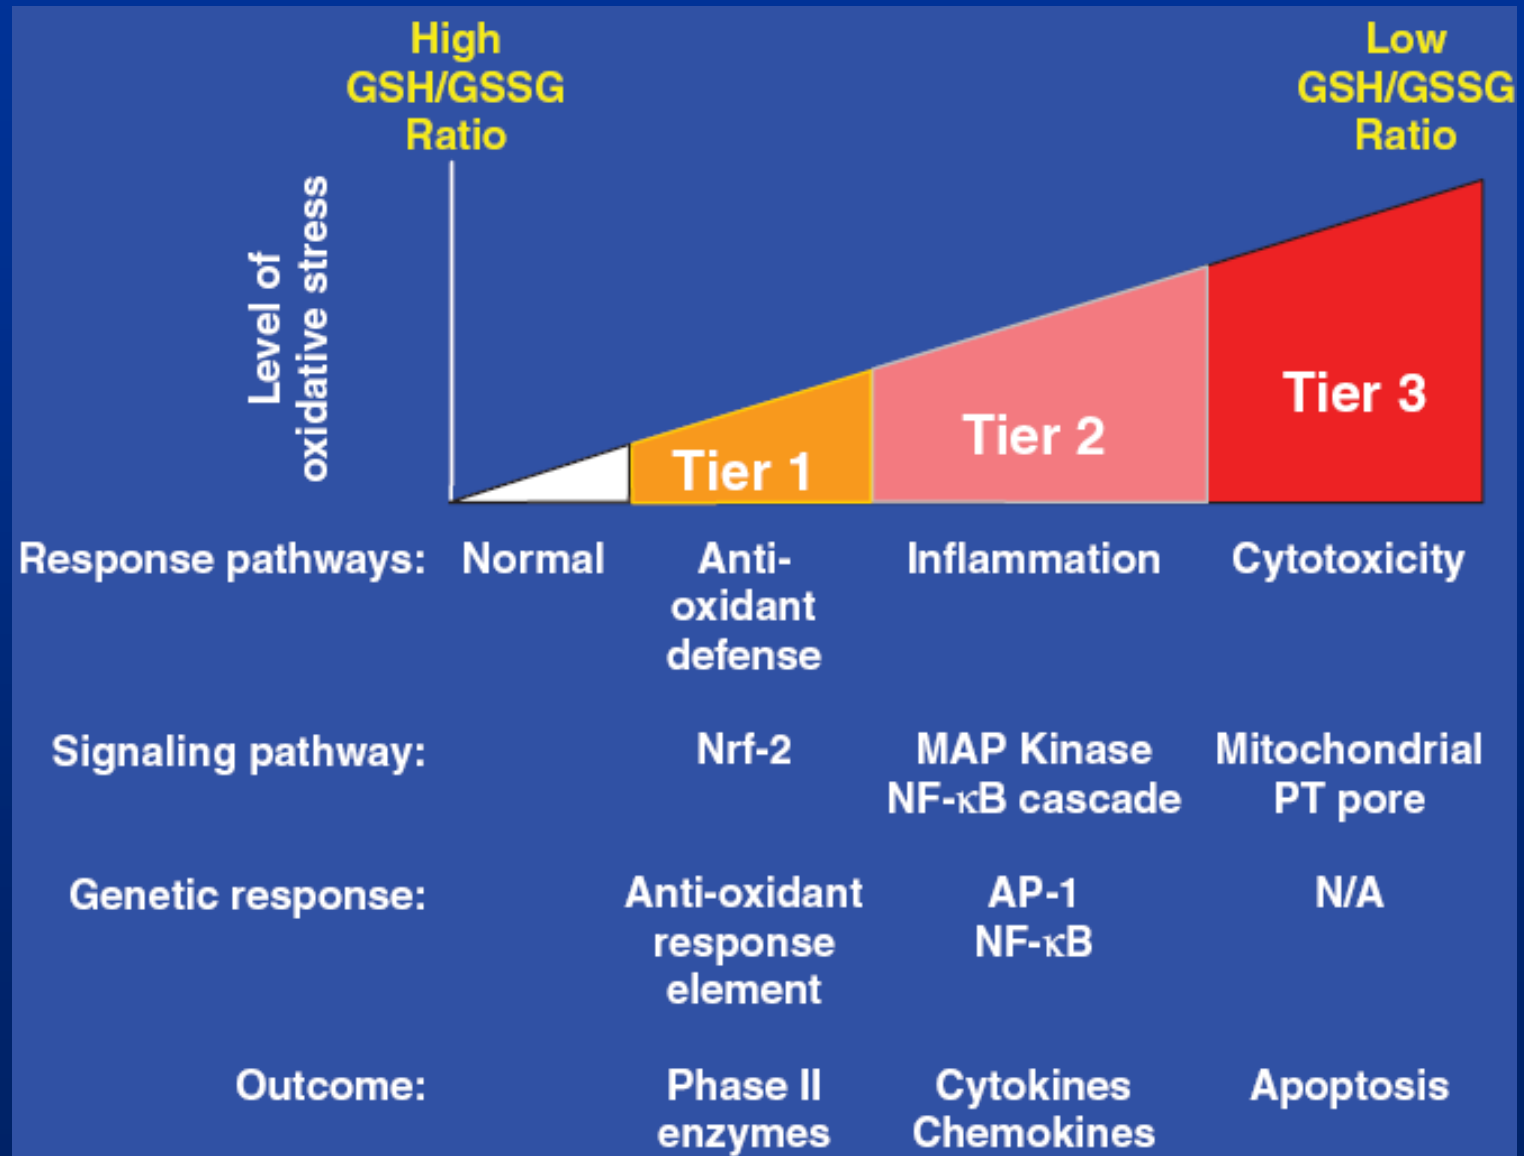 High
GSH/GSSG
Ratio
Low
GSH/GSSG
Ratio
Level of
oxidative stress
Tier 1
Tier 2
Tier 3
Response pathways:
Normal
Anti-
oxidant
defense
Inflammation
Cytotoxicity
Signaling pathway:
Nrf-2
MAP Kinase
NF-κB cascade
Mitochondrial
PT pore
Genetic response:
Anti-oxidant
response
element
AP-1
NF-κB
N/A
Outcome:
Phase II
enzymes
Cytokines
Chemokines
Apoptosis